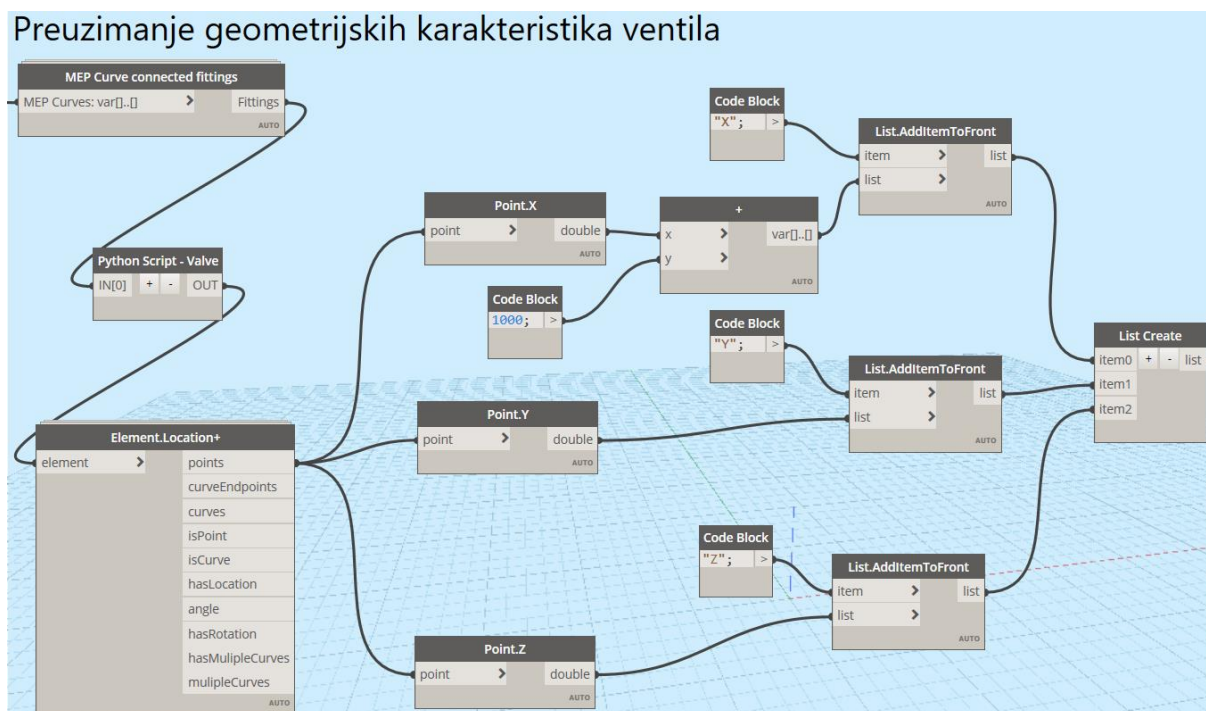 Preuzimanje geometrijskih karakteristika ventila
MEP Curve connected fittings
MEP Curves: var[]..[] > Fittings
AUTO
Python Script - Valve
IN[0] + - OUT
Element.Location+
element > points
curveEndpoints
curves
isPoint
isCurve
hasLocation
angle
hasRotation
hasMulipleCurves
mulipleCurves
AUTO
Point.X
point > double
AUTO
Code Block
1000; >
Point.Y
point > double
AUTO
Point.Z
point > double
AUTO
Code Block
"X"; >
+
x > var[]..[]
y >
AUTO
List.AddItemToFront
item > list
list >
AUTO
Code Block
"Y"; >
List.AddItemToFront
item > list
list >
AUTO
Code Block
"Z"; >
List.AddItemToFront
item > list
list >
AUTO
List Create
item0 + - list
item1
item2
AUTO